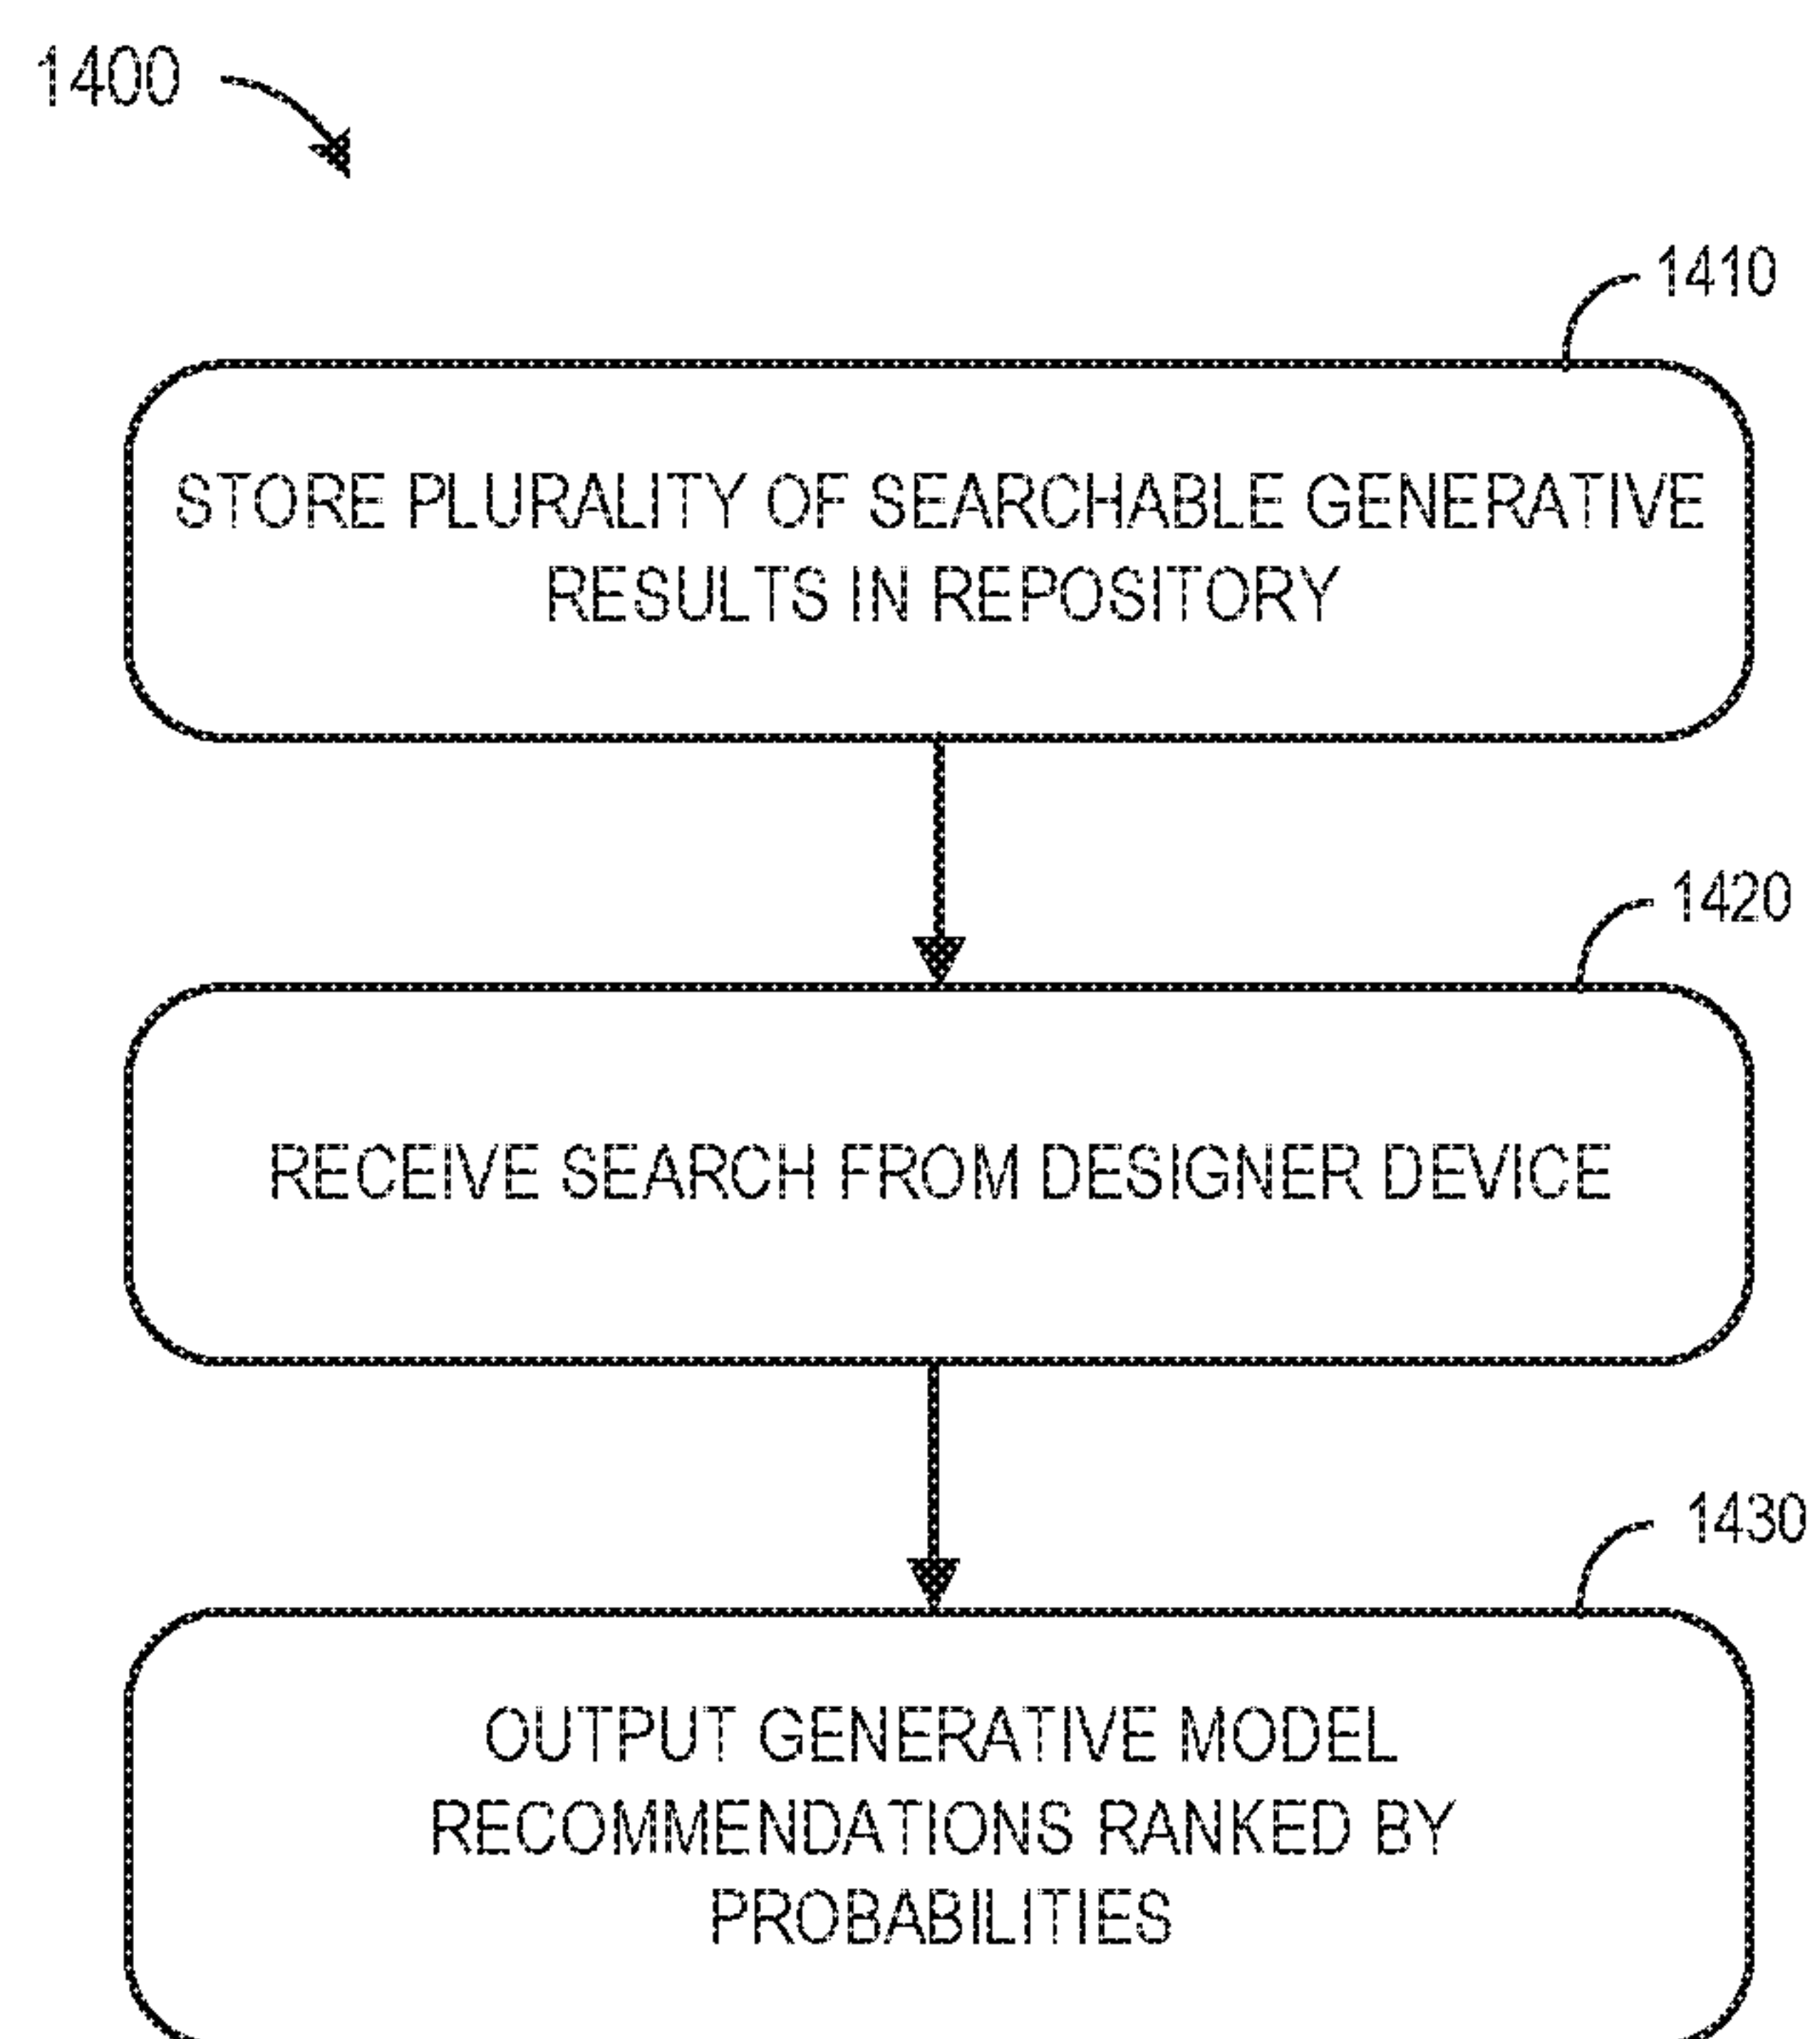 1400
1410
STORE PLURALITY OF SEARCHABLE GENERATIVE
RESULTS IN REPOSITORY
1420
RECEIVE SEARCH FROM DESIGNER DEVICE
1430
OUTPUT GENERATIVE MODEL
RECOMMENDATIONS RANKED BY
PROBABILITIES